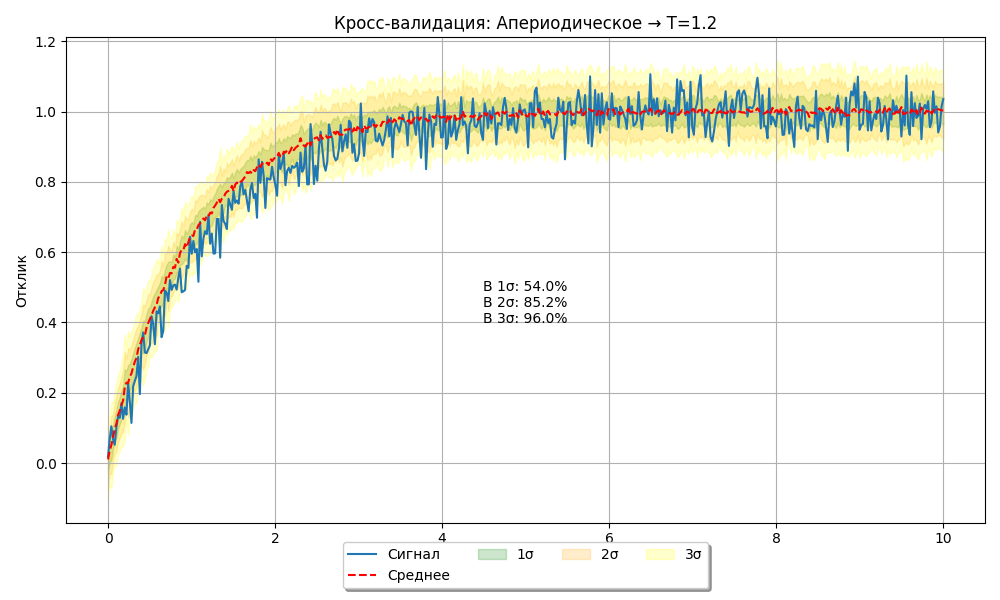 Кросс-валидация: Апериодическое → T=1.2
1.2
1.0
0.8
0.6
0.4
0.2
0.0
Отклик
В 1σ: 54.0%
В 2σ: 85.2%
В 3σ: 96.0%
0 2 4 6 8 10
Сигнал 1σ 2σ 3σ
Среднее